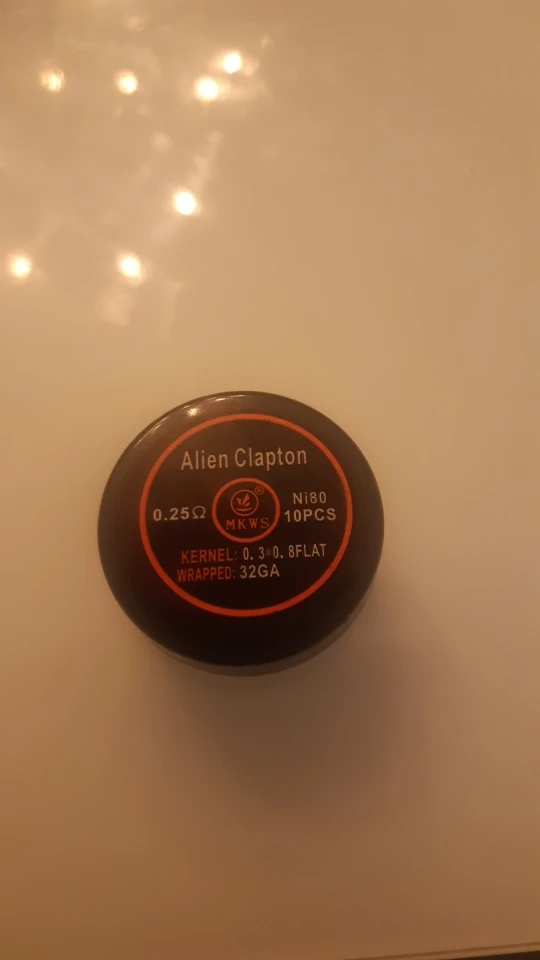 Alien Clapton
0.25Ω
®
MKWS
Ni80
10PCS
KERNEL: 0.3*0.8FLAT
WRAPPED: 32GA